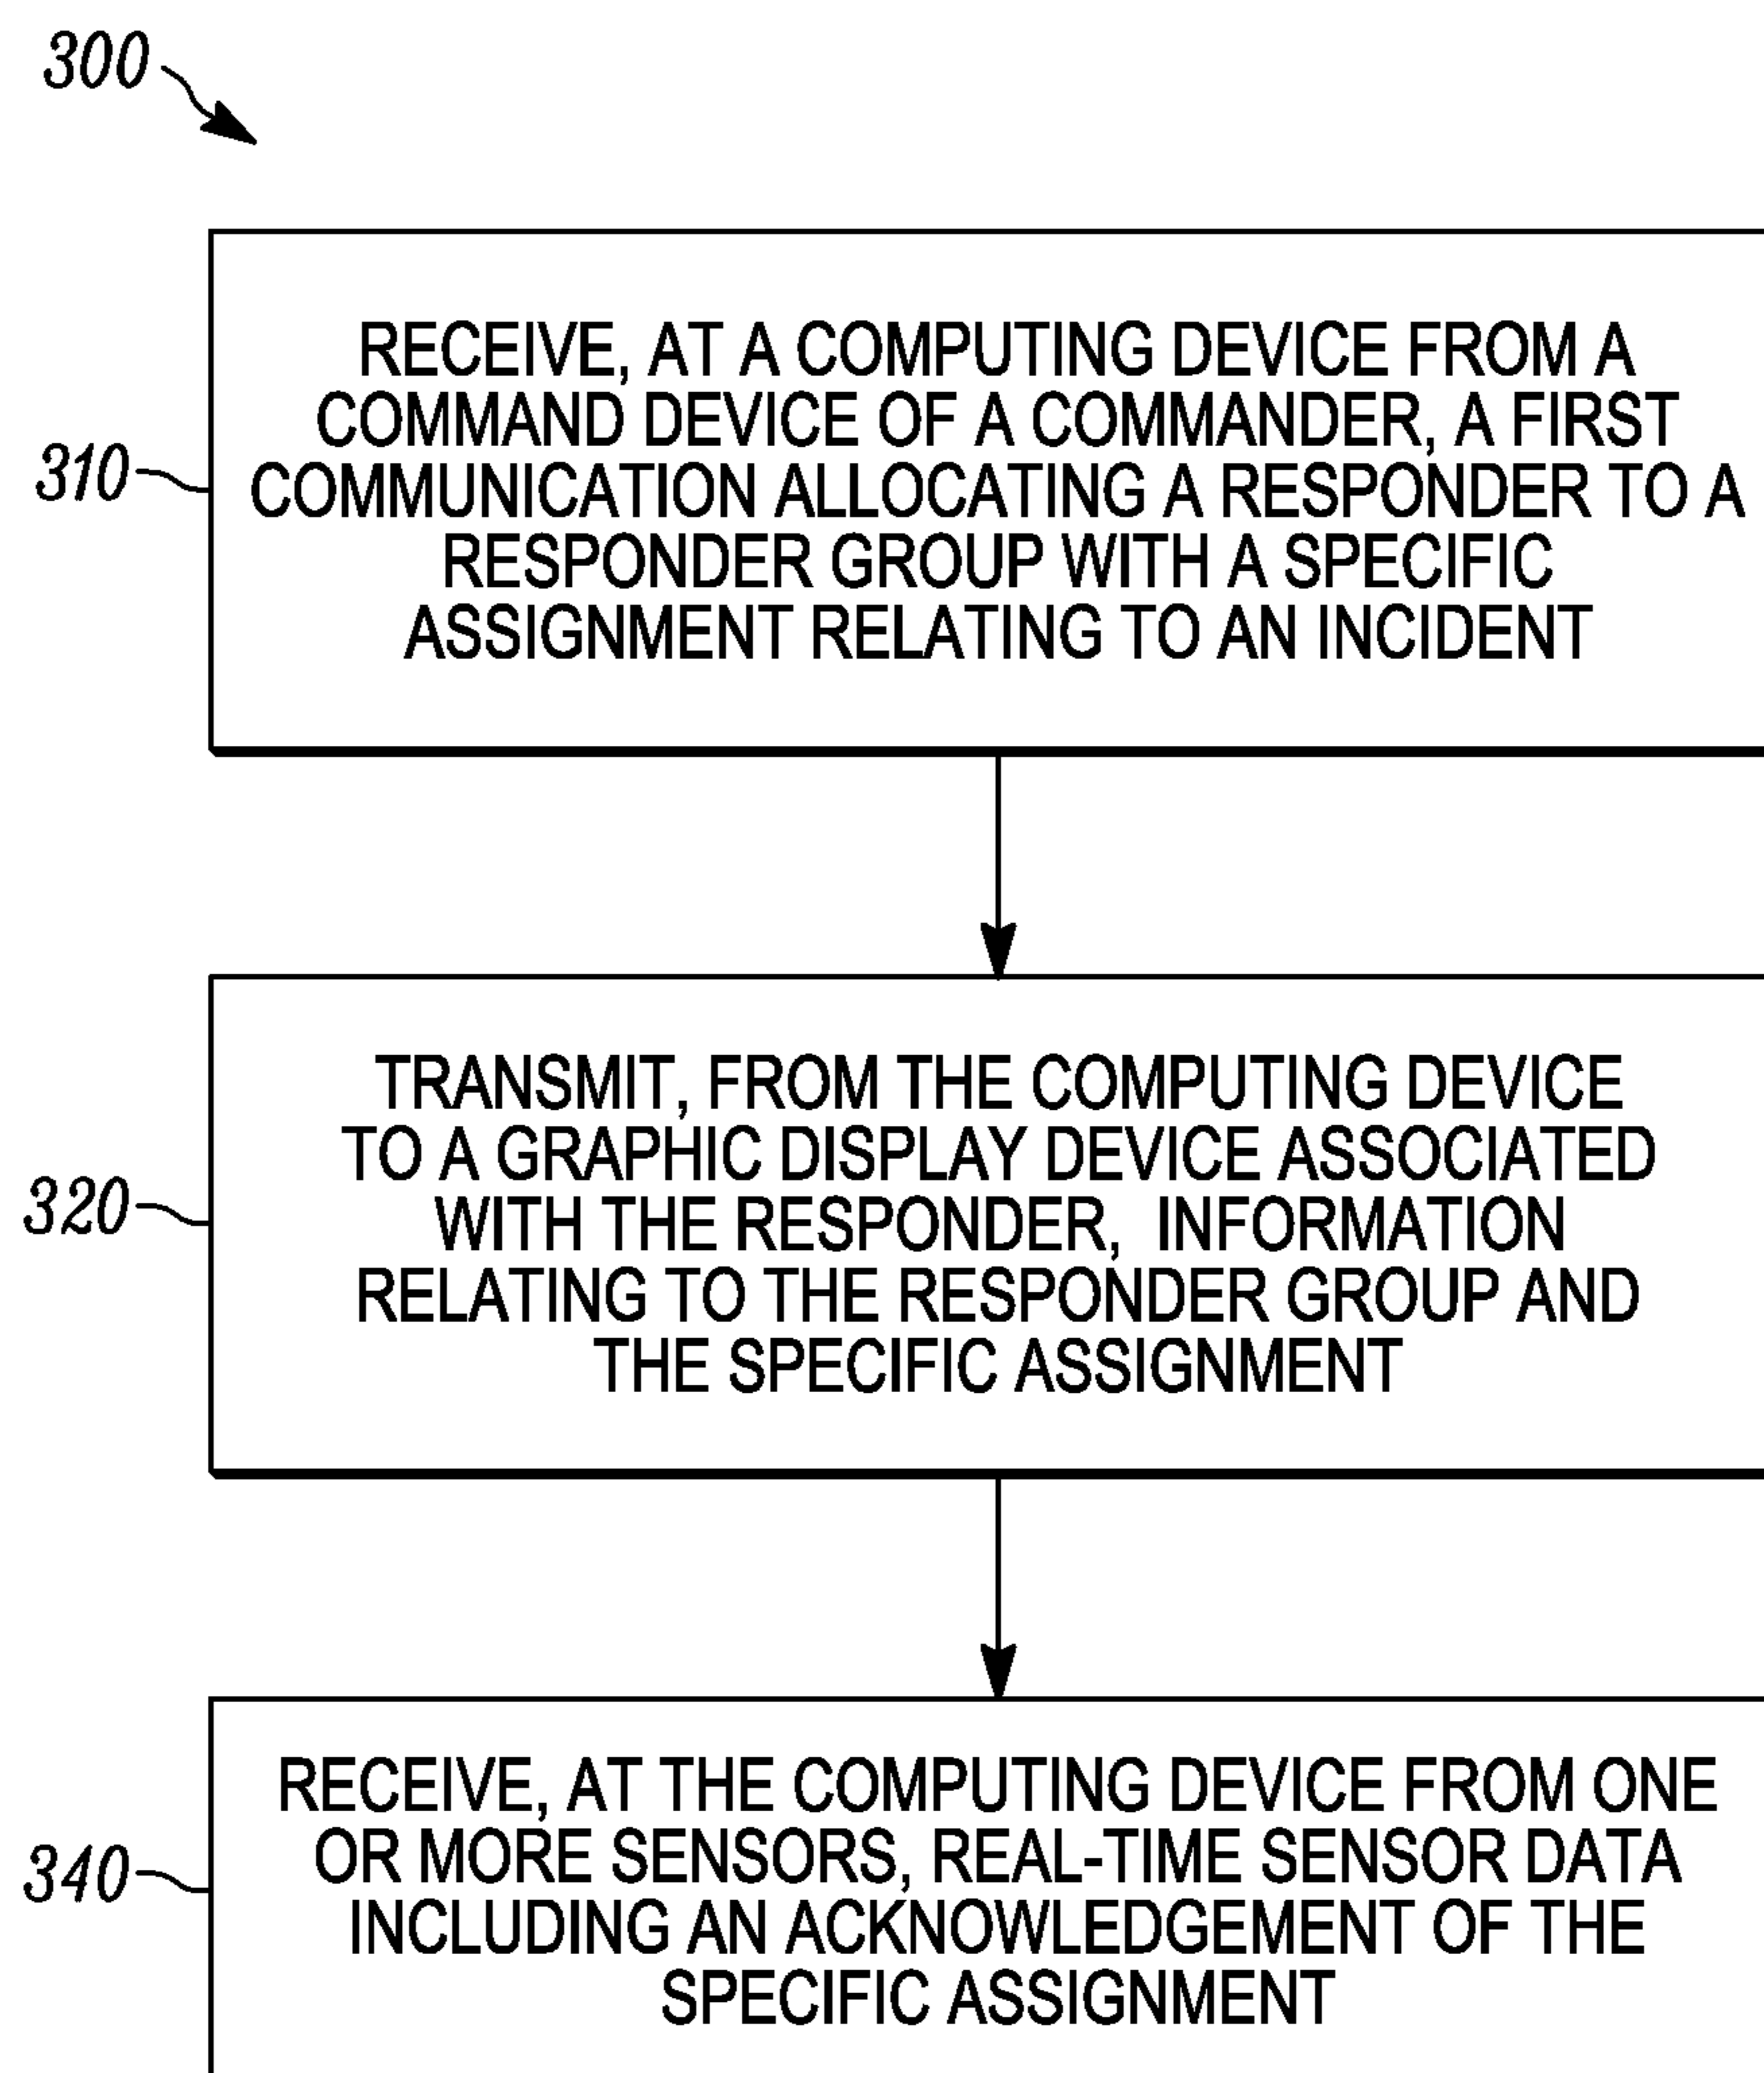 300
310
RECEIVE, AT A COMPUTING DEVICE FROM A
COMMAND DEVICE OF A COMMANDER, A FIRST
COMMUNICATION ALLOCATING A RESPONDER TO A
RESPONDER GROUP WITH A SPECIFIC
ASSIGNMENT RELATING TO AN INCIDENT
320
TRANSMIT, FROM THE COMPUTING DEVICE
TO A GRAPHIC DISPLAY DEVICE ASSOCIATED
WITH THE RESPONDER, INFORMATION
RELATING TO THE RESPONDER GROUP AND
THE SPECIFIC ASSIGNMENT
340
RECEIVE, AT THE COMPUTING DEVICE FROM ONE
OR MORE SENSORS, REAL-TIME SENSOR DATA
INCLUDING AN ACKNOWLEDGEMENT OF THE
SPECIFIC ASSIGNMENT